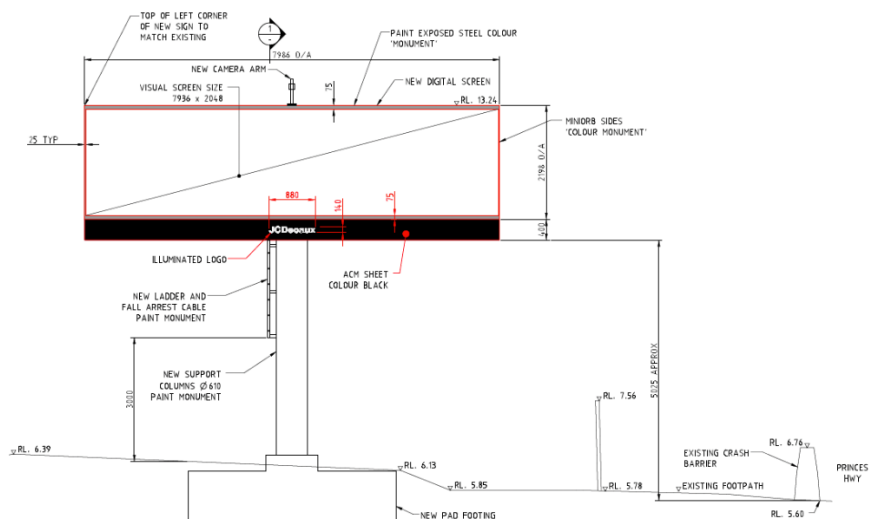 TOP OF LEFT CORNER
OF NEW SIGN TO
MATCH EXISTING
1
-
7986 O/A
PAINT EXPOSED STEEL COLOUR
'MONUMENT'
NEW CAMERA ARM
75
NEW DIGITAL SCREEN
VISUAL SCREEN SIZE
7936 x 2048
RL. 13.24
MINIORB SIDES
'COLOUR MONUMENT'
25 TYP
2198 O/A
880
140
75
JCDecaux
400
ILLUMINATED LOGO
ACM SHEET
COLOUR BLACK
NEW LADDER AND
FALL ARREST CABLE
PAINT MONUMENT
NEW SUPPORT
COLUMNS Ø610
PAINT MONUMENT
3000
5025 APPROX
RL. 7.56
RL. 6.39
RL. 6.13
RL. 5.85
RL. 5.78
EXISTING FOOTPATH
EXISTING CRASH
BARRIER
RL. 6.76
PRINCES
HWY
RL. 5.60
NEW PAD FOOTING